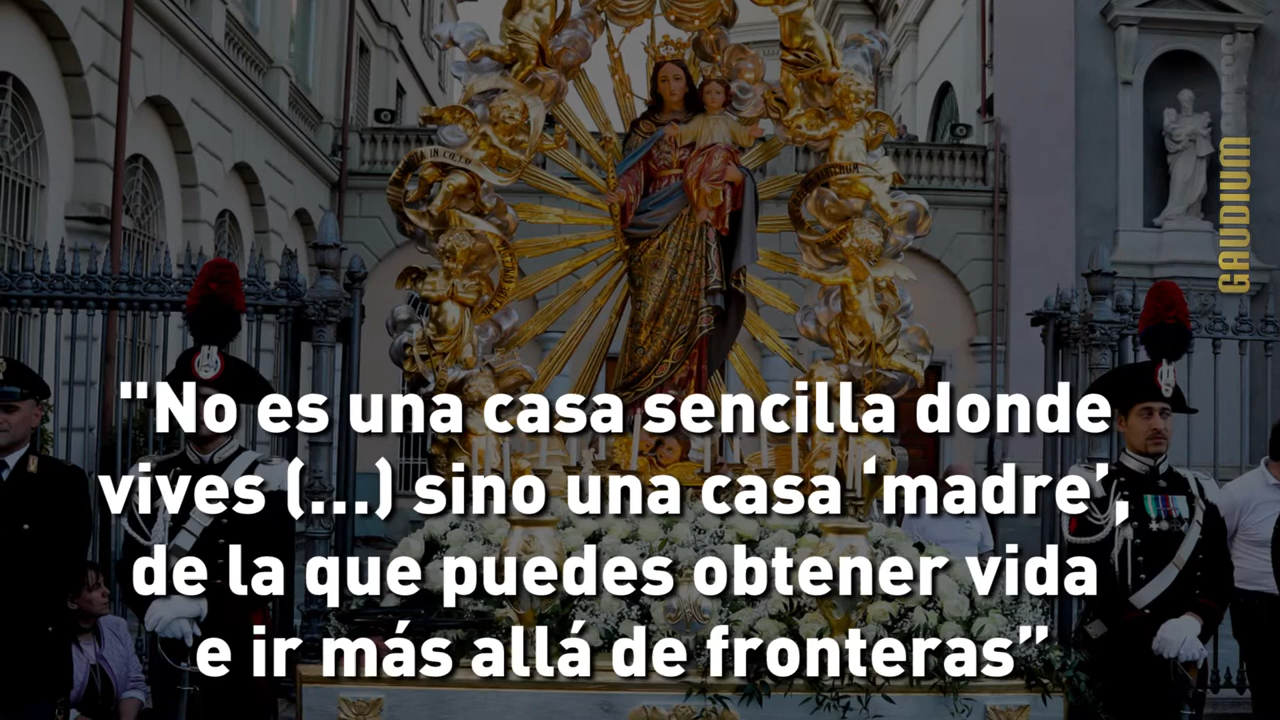 "No es una casa sencilla donde
vives (...) sino una casa ‘madre’,
de la que puedes obtener vida
e ir más allá de fronteras”
GAUDIUM